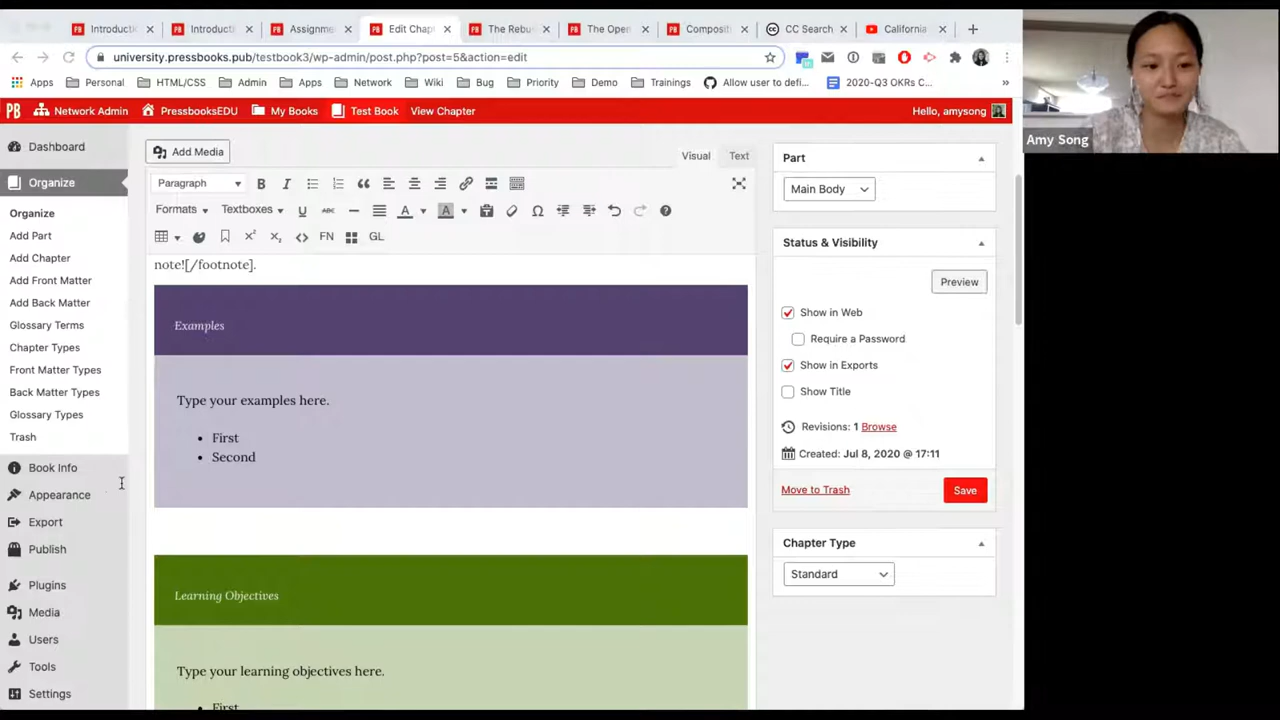 Introductic
Introduction
Assignme
Edit Chap
The Rebu
The Open
Composit
CC Search
California
university.pressbooks.pub/testbook3/wp-admin/post.php?post=5&action=edit
Apps
Personal
HTML/CSS
Admin
Apps
Network
Wiki
Bug
Priority
Demo
Trainings
Allow user to defi...
2020-Q3 OKRs C...
»
PB
Network Admin
PressbooksEDU
My Books
Test Book
View Chapter
Hello, amysong
Amy Song
Dashboard
Organize
Organize
Add Part
Add Chapter
Add Front Matter
Add Back Matter
Glossary Terms
Chapter Types
Front Matter Types
Back Matter Types
Glossary Types
Trash
Book Info
Appearance
Export
Publish
Plugins
Media
Users
Tools
Settings
Add Media
Visual
Text
Paragraph
B
I
Formats
Textboxes
U
ABC
A
A
Ω
X²
X₂
FN
GL
note![/footnote].
Examples
Type your examples here.
• First
• Second
Learning Objectives
Type your learning objectives here.
• First
Part
Main Body
Status & Visibility
Preview
Show in Web
Require a Password
Show in Exports
Show Title
Revisions: 1 Browse
Created: Jul 8, 2020 @ 17:11
Move to Trash
Save
Chapter Type
Standard